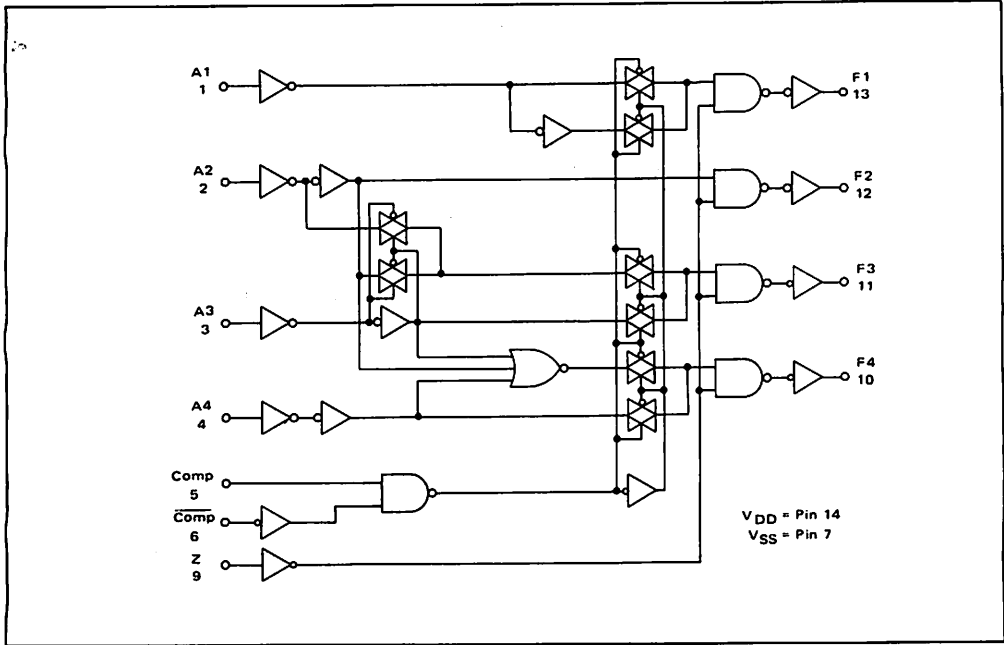 A1
1
F1
13
A2
2
F2
12
F3
11
A3
3
F4
10
A4
4
Comp
5
Comp
6
VDD = Pin 14
VSS = Pin 7
Z
9